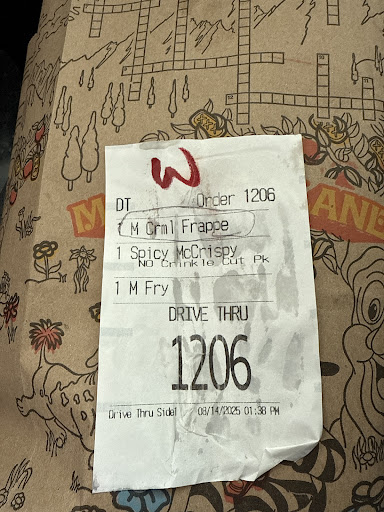 W
DT Order 1206
1 M Crml Frappe
1 Spicy McCrispy
NO Crinkle Cut Pk
1 M Fry
DRIVE THRU
1206
Drive Thru Side1 08/14/2025 01:38 PM